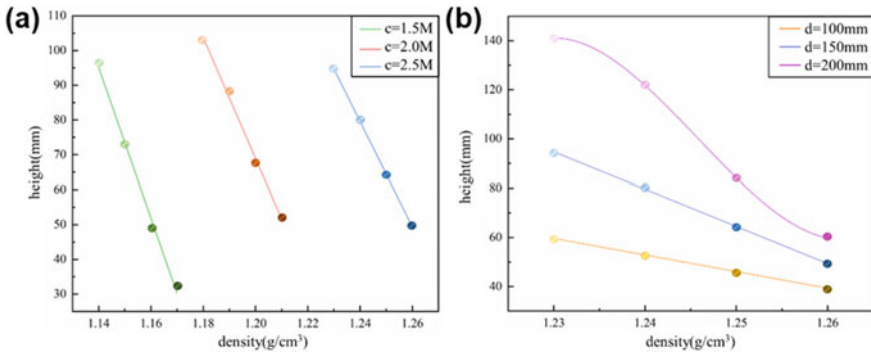 (a)
c=1.5M
c=2.0M
c=2.5M
110
100
90
80
70
60
50
40
30
height(mm)
1.14 1.16 1.18 1.20 1.22 1.24 1.26
density(g/cm³)
(b)
d=100mm
d=150mm
d=200mm
140
120
100
80
60
40
height(mm)
1.23 1.24 1.25 1.26
density(g/cm³)